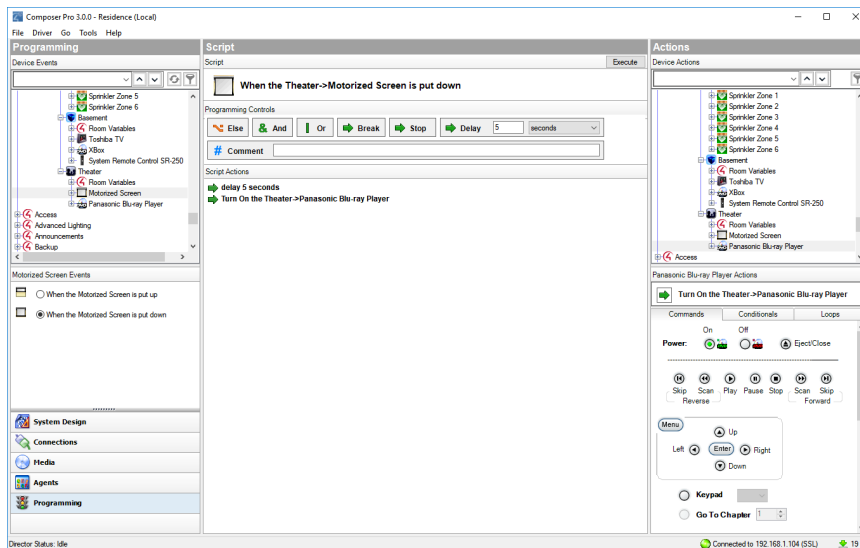 Composer Pro 3.0.0 - Residence (Local)
File Driver Go Tools Help
Programming
Device Events
Sprinkler Zone 5
Sprinkler Zone 6
Basement
Room Variables
Toshiba TV
XBox
System Remote Control SR-250
Theater
Room Variables
Motorized Screen
Panasonic Blu-ray Player
Access
Advanced Lighting
Announcements
Backup
Motorized Screen Events
When the Motorized Screen is put up
When the Motorized Screen is put down
System Design
Connections
Media
Agents
Programming
Director Status: Idle
Script
Script Execute
When the Theater->Motorized Screen is put down
Programming Controls
Else And Or Break Stop Delay 5 seconds
# Comment
Script Actions
delay 5 seconds
Turn On the Theater->Panasonic Blu-ray Player
Actions
Device Actions
Sprinkler Zone 1
Sprinkler Zone 2
Sprinkler Zone 3
Sprinkler Zone 4
Sprinkler Zone 5
Sprinkler Zone 6
Basement
Room Variables
Toshiba TV
XBox
System Remote Control SR-250
Theater
Room Variables
Motorized Screen
Panasonic Blu-ray Player
Access
Panasonic Blu-ray Player Actions
Turn On the Theater->Panasonic Blu-ray Player
Commands Conditionals Loops
On Off
Power: Eject/Close
Skip Scan Play Pause Stop Scan Skip
Reverse Forward
Menu
Up
Left Enter Right
Down
Keypad
Go To Chapter 1
Connected to 192.168.1.104 (SSL) 19